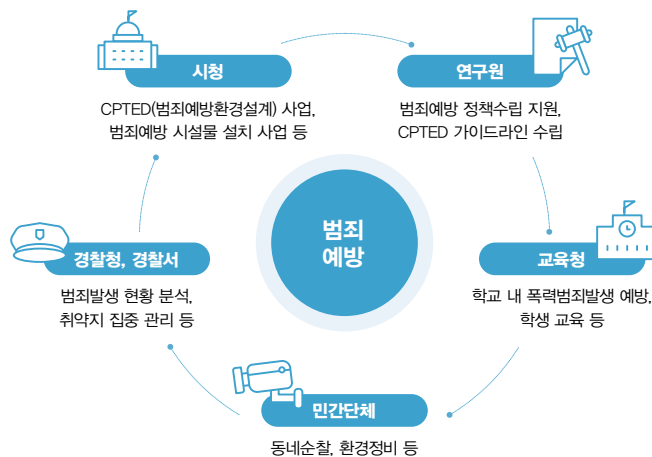 시청
CPTED(범죄예방환경설계) 사업,
범죄예방 시설물 설치 사업 등
연구원
범죄예방 정책수립 지원,
CPTED 가이드라인 수립
범죄
예방
경찰청, 경찰서
범죄발생 현황 분석,
취약지 집중 관리 등
교육청
학교 내 폭력범죄발생 예방,
학생 교육 등
민간단체
동네순찰, 환경정비 등